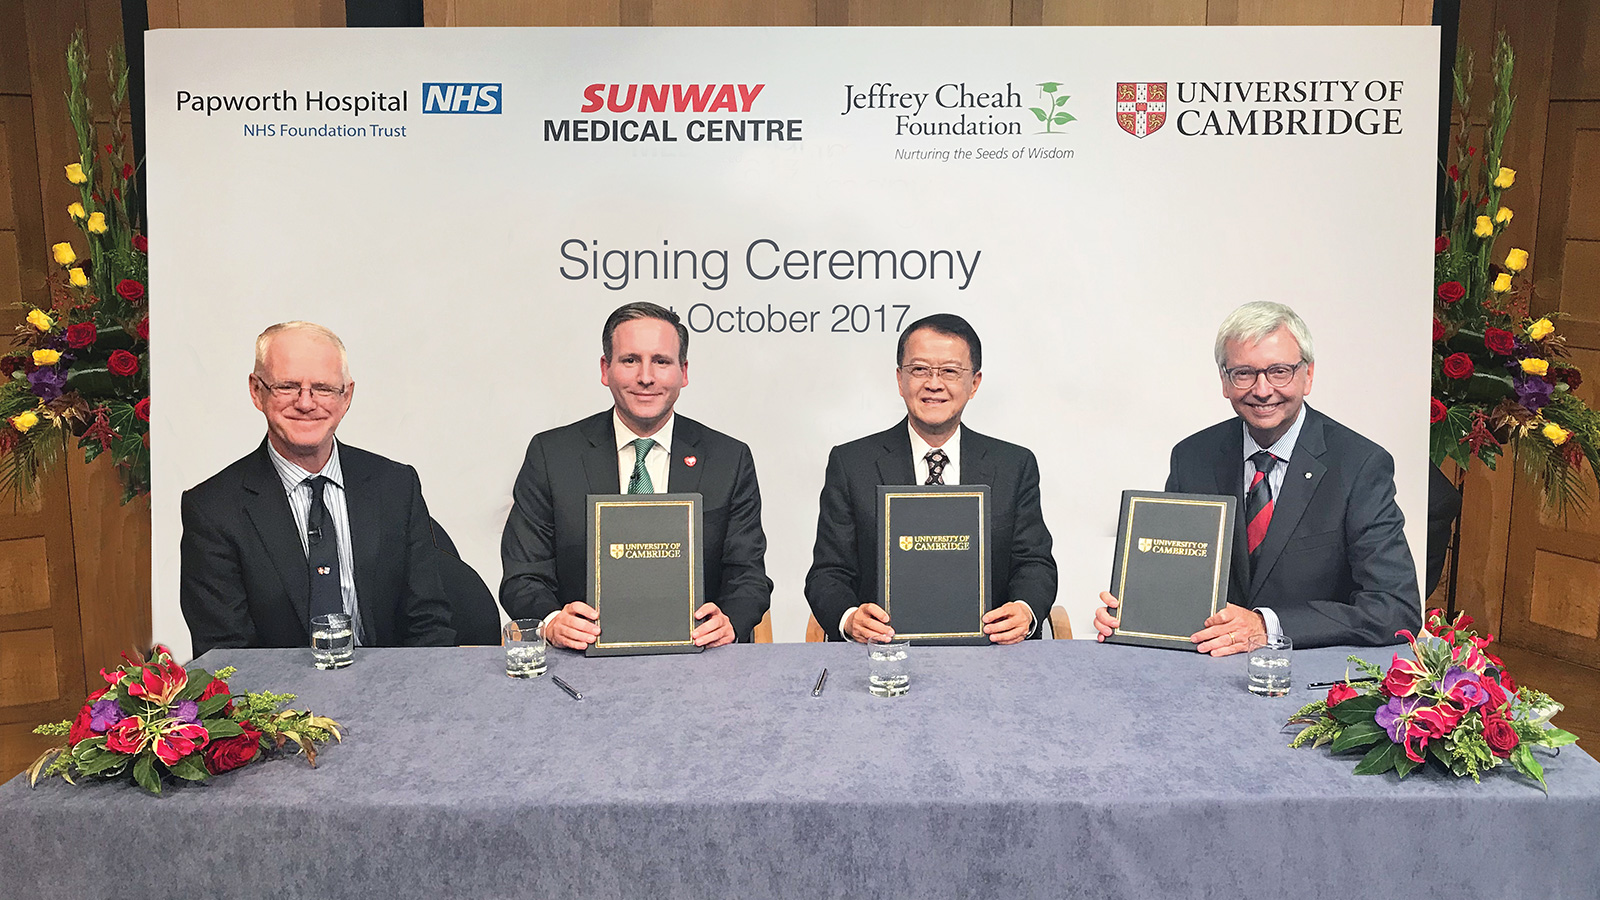 Papworth Hospital NHS
NHS Foundation Trust
SUNWAY
MEDICAL CENTRE
Jeffrey Cheah
Foundation
Nurturing the Seeds of Wisdom
UNIVERSITY OF
CAMBRIDGE
Signing Ceremony
October 2017
UNIVERSITY OF
CAMBRIDGE
UNIVERSITY OF
CAMBRIDGE
UNIVERSITY OF
CAMBRIDGE